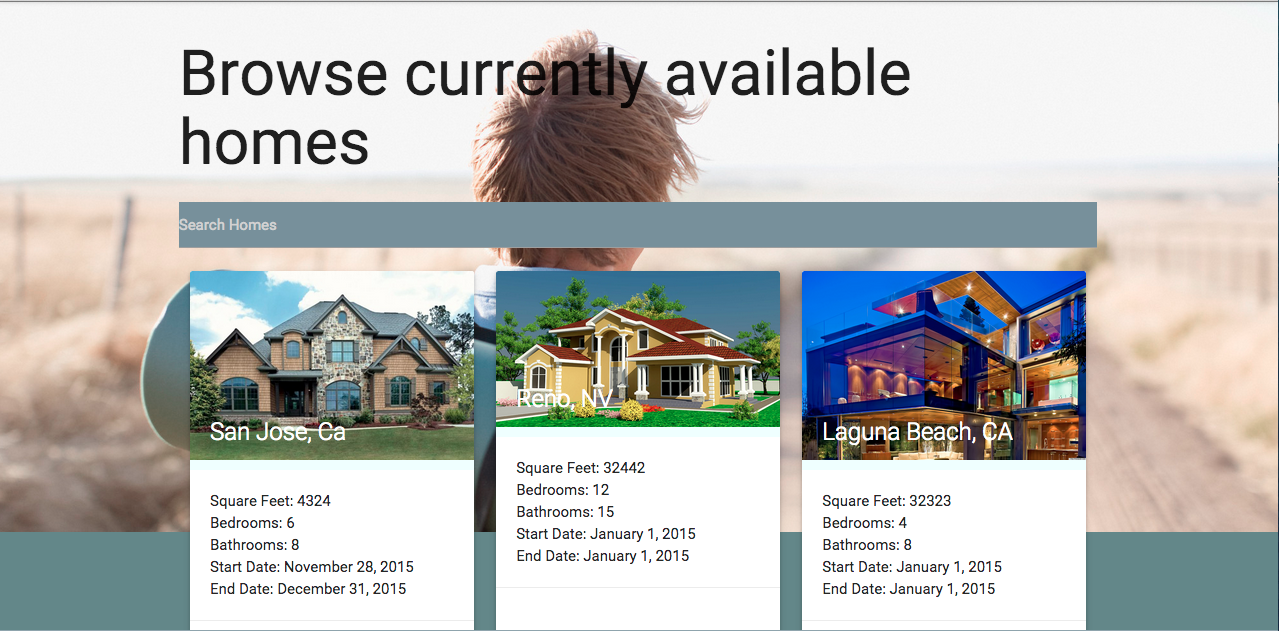 Browse currently available
homes
Search Homes
San Jose, Ca
Square Feet: 4324
Bedrooms: 6
Bathrooms: 8
Start Date: November 28, 2015
End Date: December 31, 2015
Reno, NV
Square Feet: 32442
Bedrooms: 12
Bathrooms: 15
Start Date: January 1, 2015
End Date: January 1, 2015
Laguna Beach, CA
Square Feet: 32323
Bedrooms: 4
Bathrooms: 8
Start Date: January 1, 2015
End Date: January 1, 2015